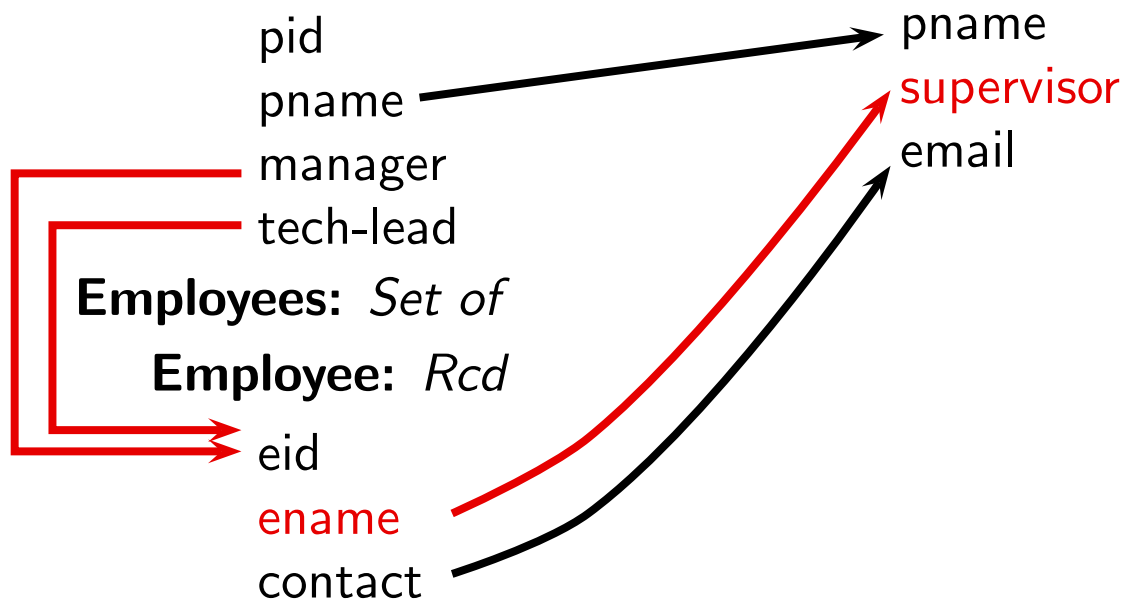 pid
pname
manager
tech-lead
Employees: Set of
Employee: Rcd
eid
ename
contact
pname
supervisor
email